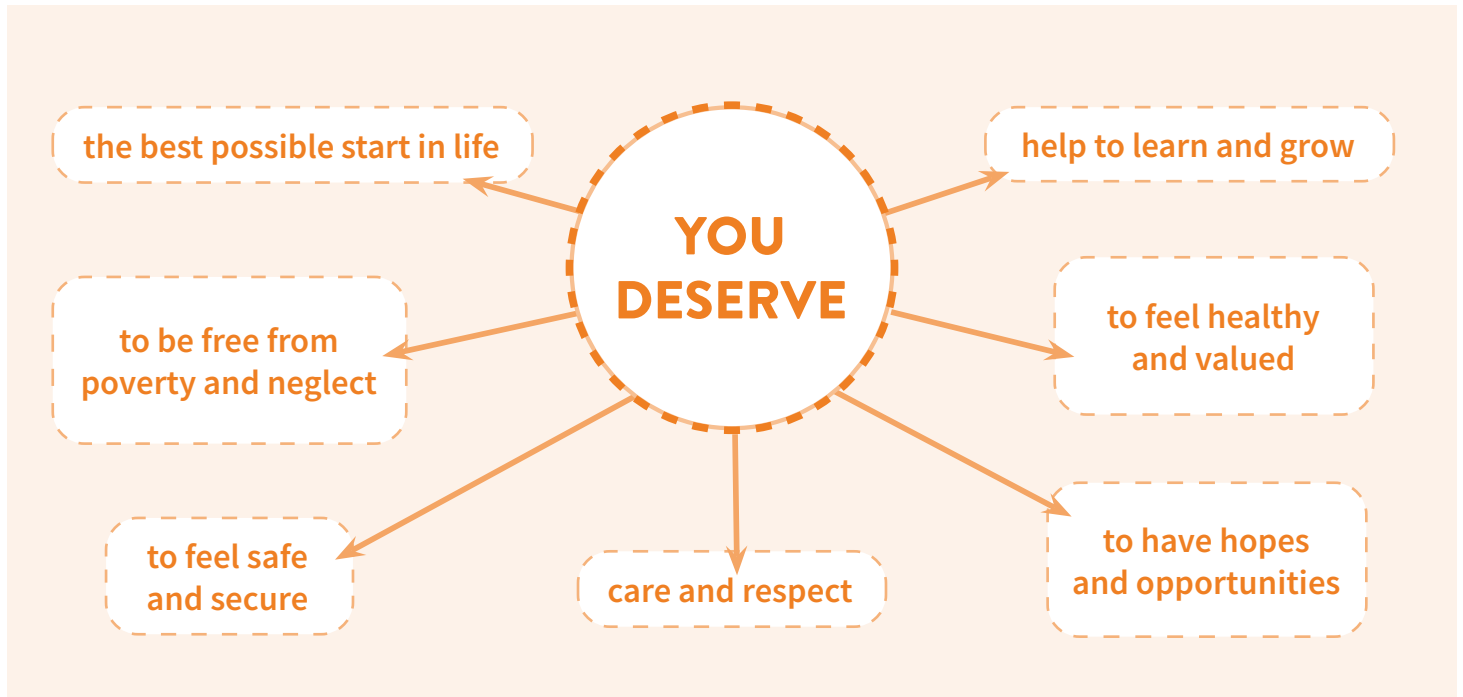 YOU
DESERVE
the best possible start in life
help to learn and grow
to be free from
poverty and neglect
to feel healthy
and valued
to feel safe
and secure
care and respect
to have hopes
and opportunities